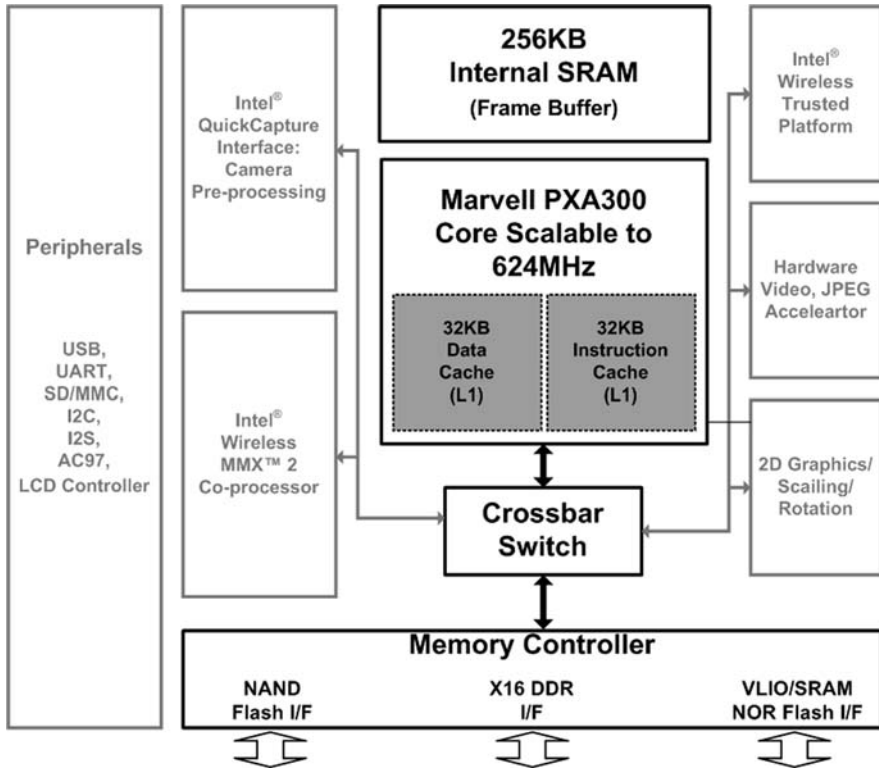 Peripherals
USB,
UART,
SD/MMC,
I2C,
I2S,
AC97,
LCD Controller
Intel®
QuickCapture
Interface:
Camera
Pre-processing
Intel®
Wireless
MMX™ 2
Co-processor
256KB
Internal SRAM
(Frame Buffer)
Marvell PXA300
Core Scalable to
624MHz
32KB
Data
Cache
(L1)
32KB
Instruction
Cache
(L1)
Crossbar
Switch
Intel®
Wireless
Trusted
Platform
Hardware
Video, JPEG
Acceleartor
2D Graphics/
Scailing/
Rotation
Memory Controller
NAND
Flash I/F
X16 DDR
I/F
VLIO/SRAM
NOR Flash I/F